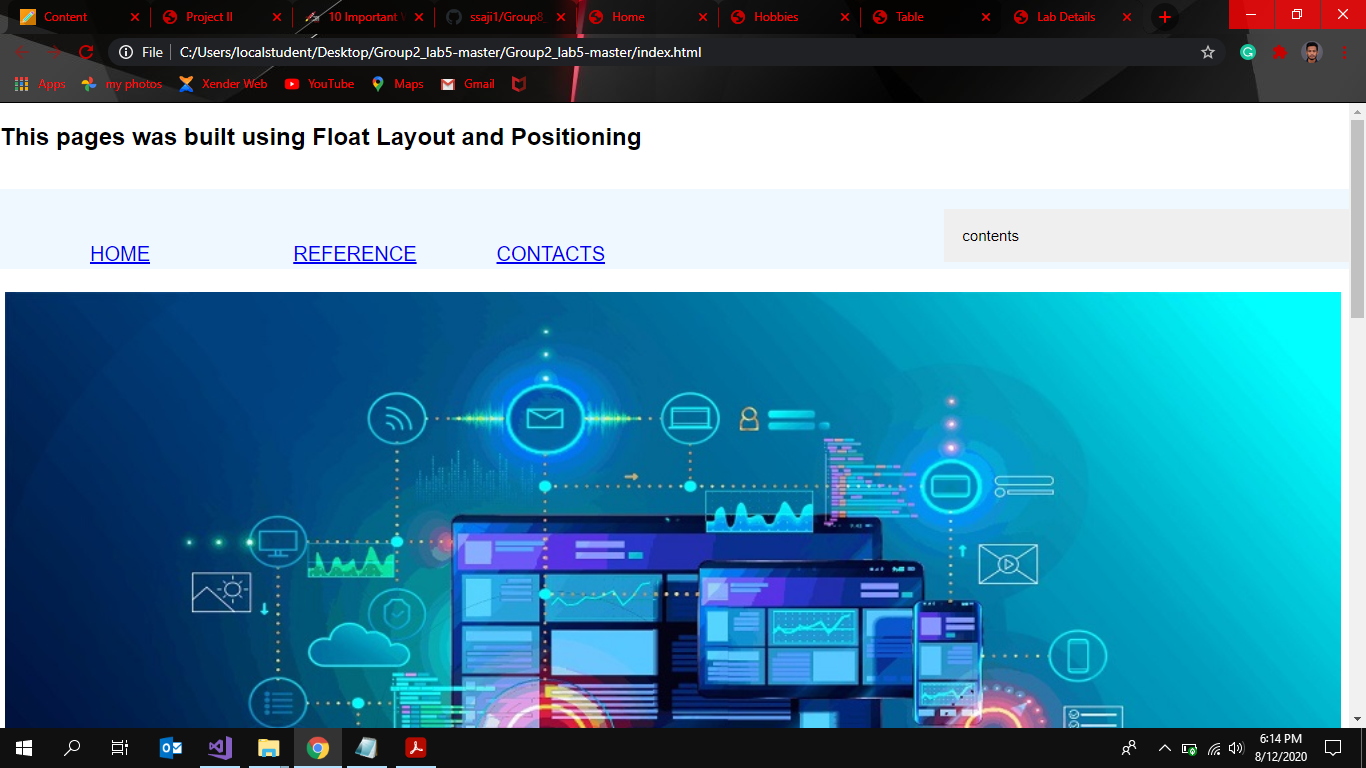 Content
Project II
10 Important
ssaji1/Group8
Home
Hobbies
Table
Lab Details
File
C:/Users/localstudent/Desktop/Group2_lab5-master/Group2_lab5-master/index.html
Apps
my photos
Xender Web
YouTube
Maps
Gmail
This pages was built using Float Layout and Positioning
HOME
REFERENCE
CONTACTS
contents
6:14 PM
8/12/2020